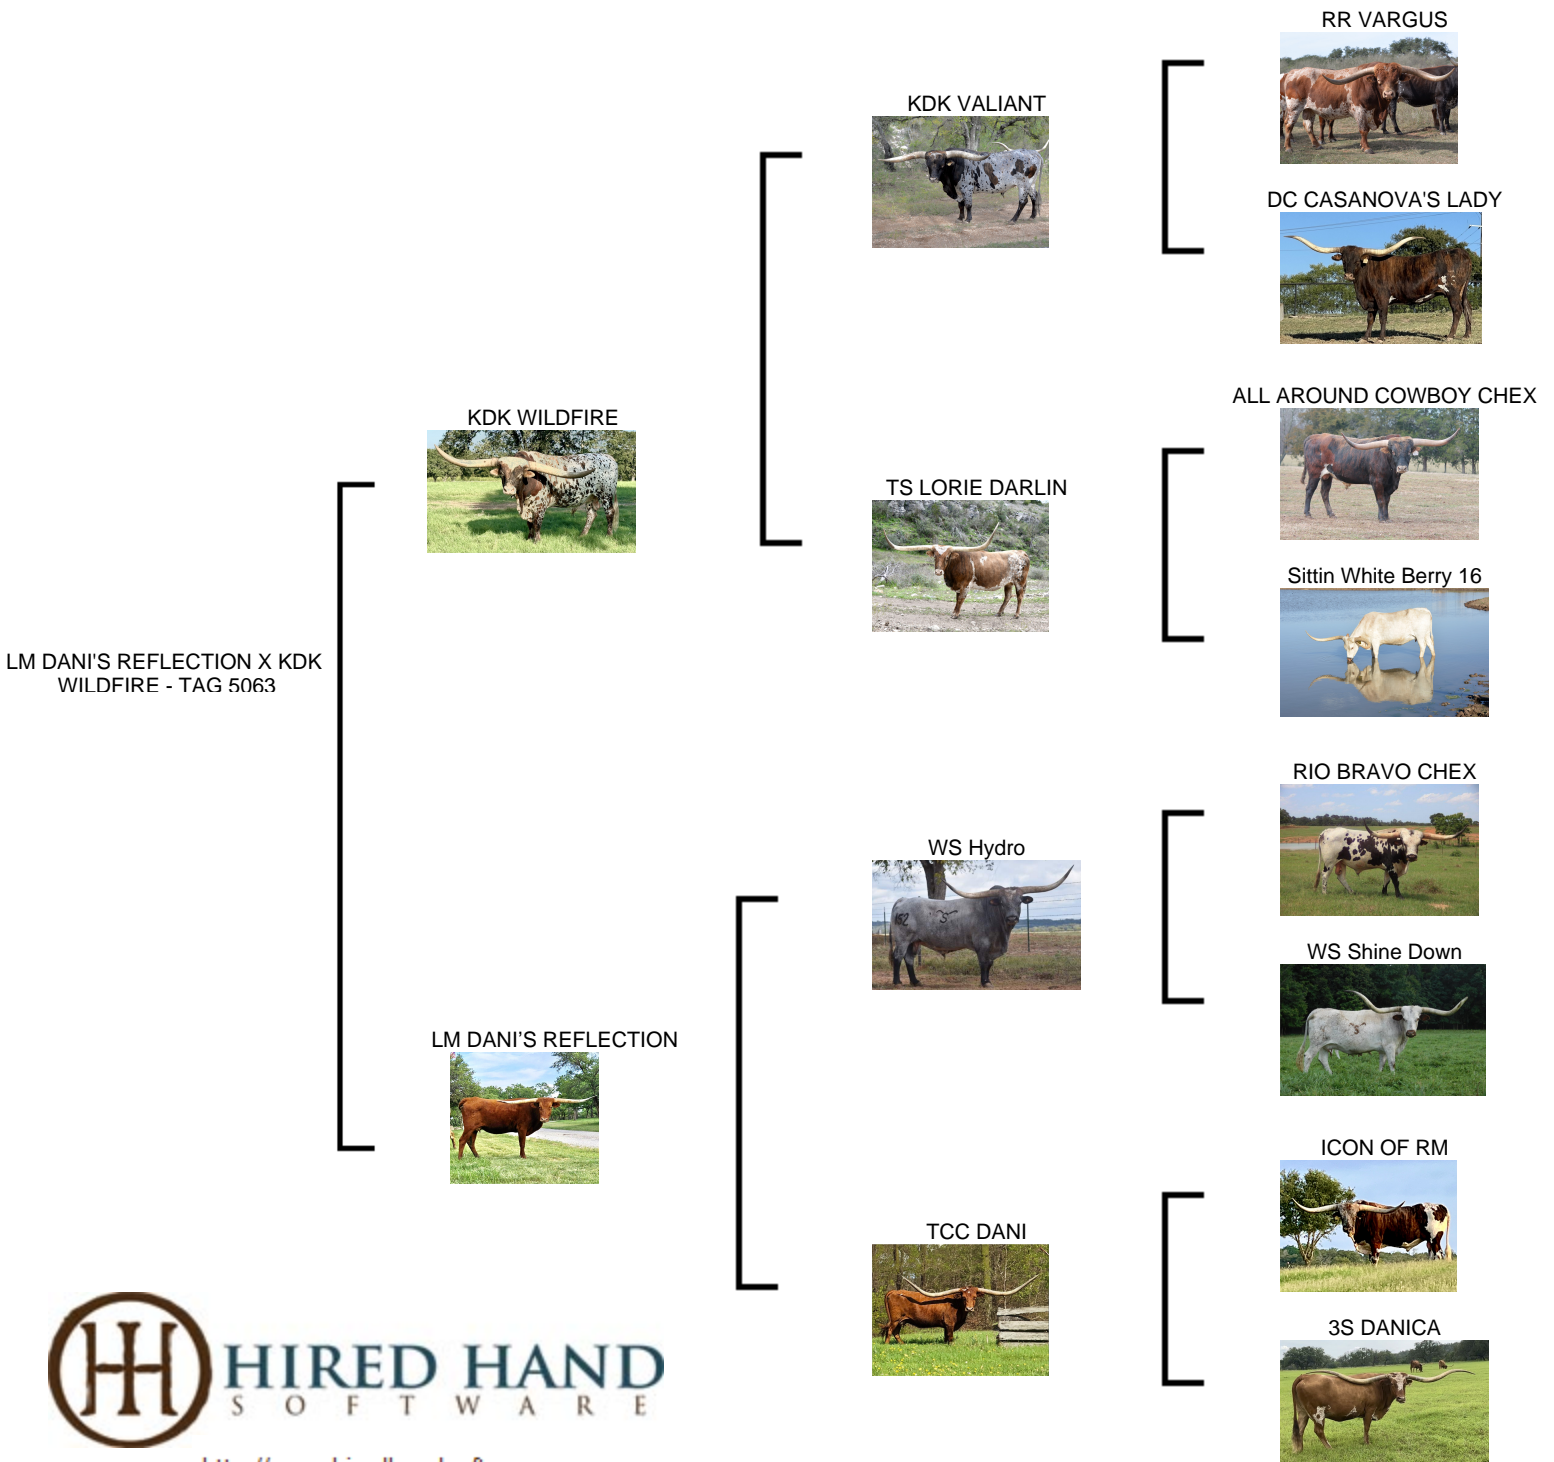 RR VARGUS
KDK VALIANT
DC CASANOVA'S LADY
KDK WILDFIRE
ALL AROUND COWBOY CHEX
TS LORIE DARLIN
Sittin White Berry 16
LM DANI'S REFLECTION X KDK
WILDFIRE - TAG 5063
RIO BRAVO CHEX
WS Hydro
WS Shine Down
LM DANI'S REFLECTION
ICON OF RM
TCC DANI
3S DANICA
HIRED HAND
SOFTWARE